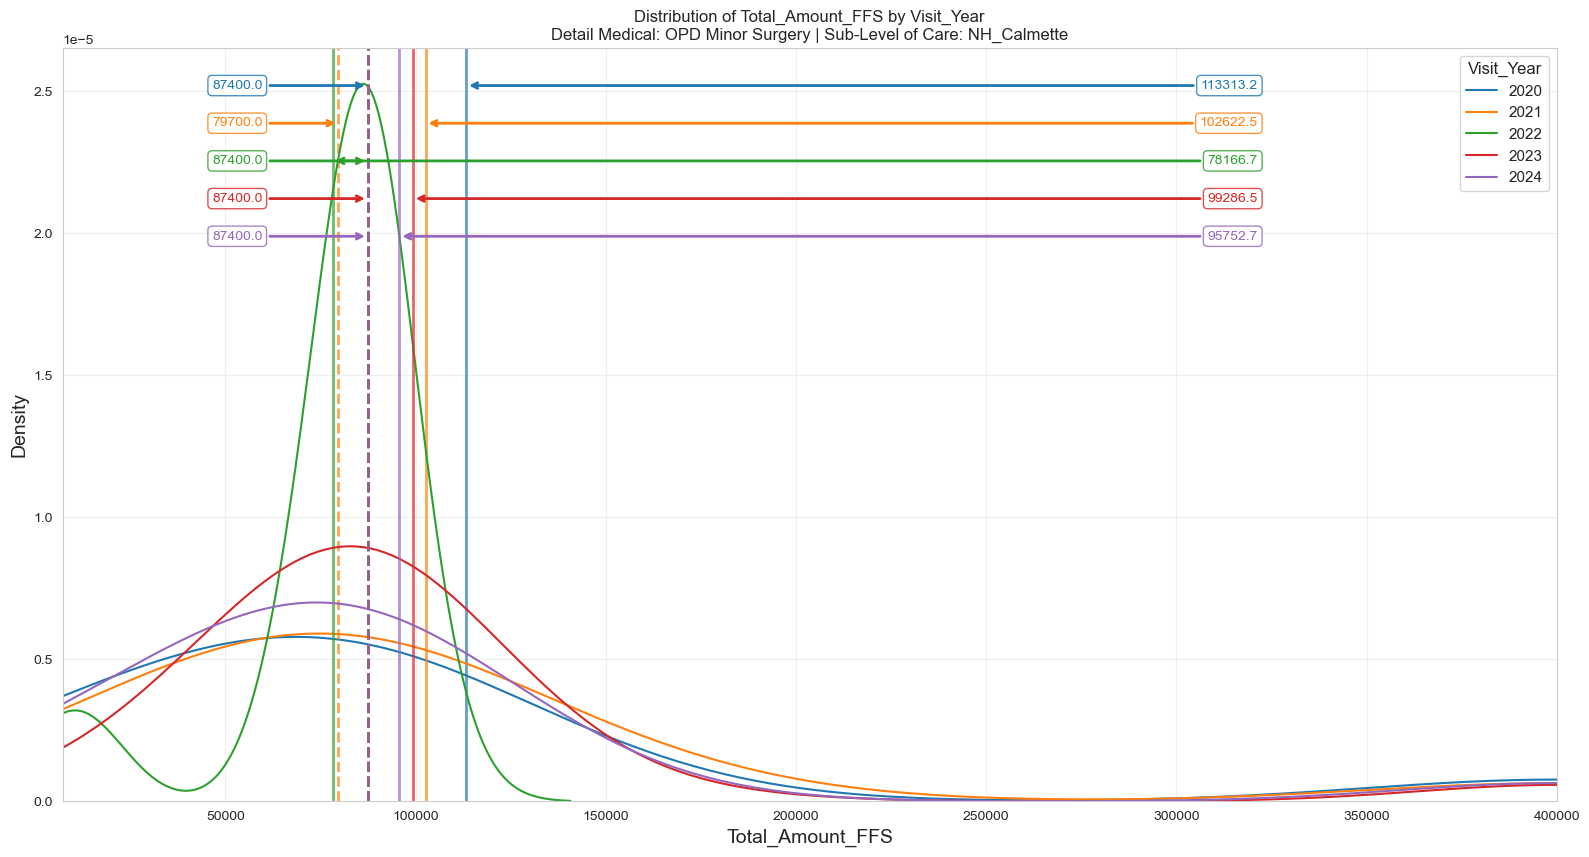 Distribution of Total_Amount_FFS by Visit_Year
Detail Medical: OPD Minor Surgery | Sub-Level of Care: NH_Calmette
1e−5
Visit_Year
2020
2021
2022
2023
2024
87400.0 113313.2
79700.0 102622.5
87400.0 78166.7
87400.0 99286.5
87400.0 95752.7
2.5
2.0
1.5
1.0
0.5
0.0
Density
50000 100000 150000 200000 250000 300000 350000 400000
Total_Amount_FFS